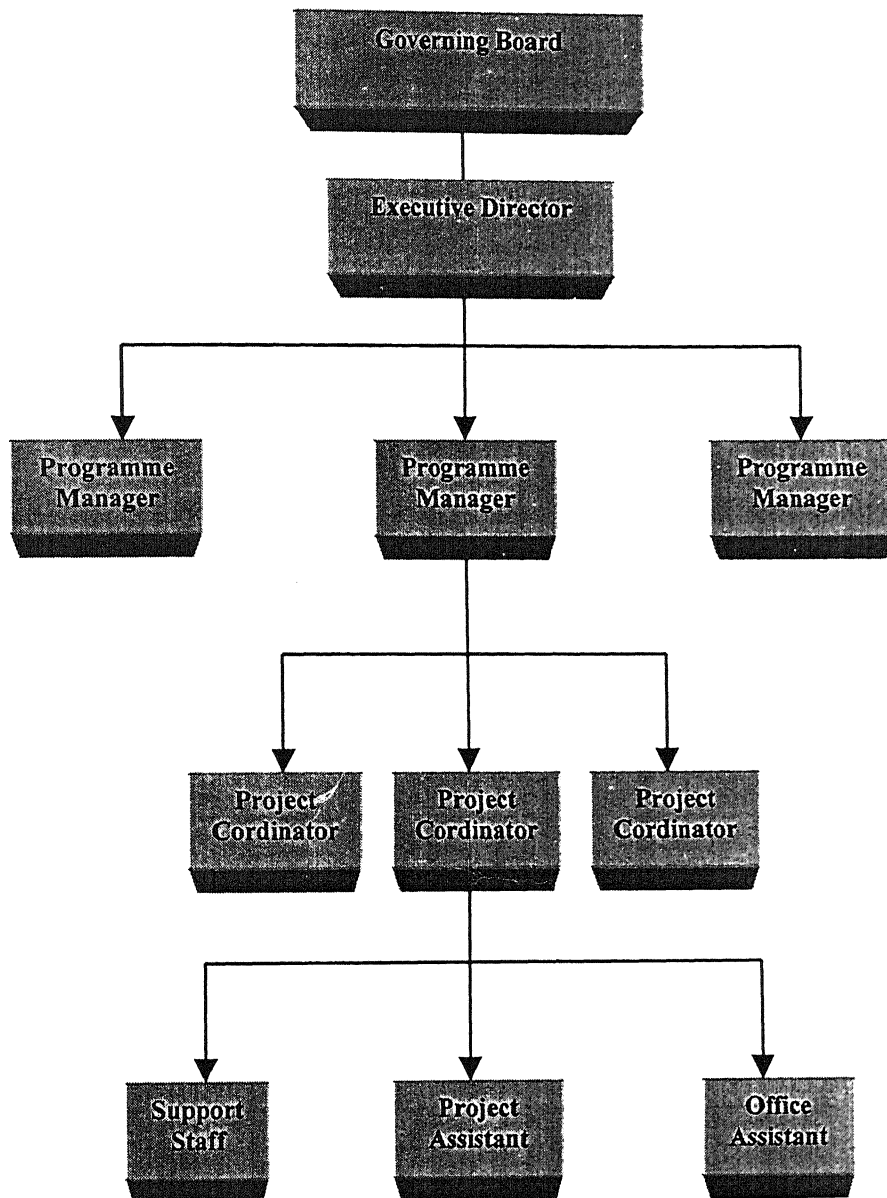 Governing Board
Executive Director
Programme
Manager
Programme
Manager
Programme
Manager
Project
Cordinator
Project
Cordinator
Project
Cordinator
Support
Staff
Project
Assistant
Office
Assistant